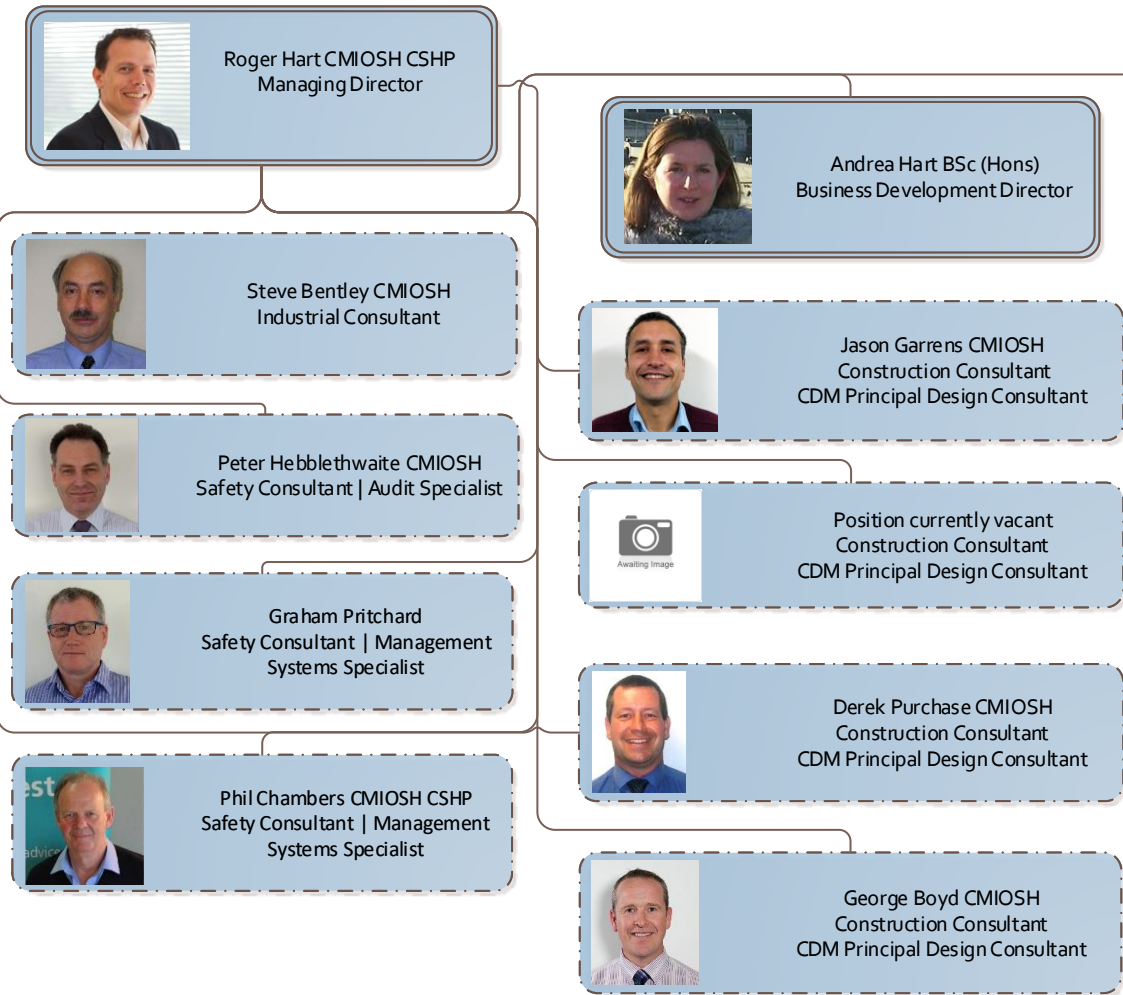 Roger Hart CMIOSH CSHP
Managing Director
Andrea Hart BSc (Hons)
Business Development Director
Steve Bentley CMIOSH
Industrial Consultant
Jason Garrens CMIOSH
Construction Consultant
CDM Principal Design Consultant
Peter Hebblethwaite CMIOSH
Safety Consultant | Audit Specialist
Awaiting Image
Position currently vacant
Construction Consultant
CDM Principal Design Consultant
Graham Pritchard
Safety Consultant | Management
Systems Specialist
Derek Purchase CMIOSH
Construction Consultant
CDM Principal Design Consultant
est
advice
Phil Chambers CMIOSH CSHP
Safety Consultant | Management
Systems Specialist
George Boyd CMIOSH
Construction Consultant
CDM Principal Design Consultant